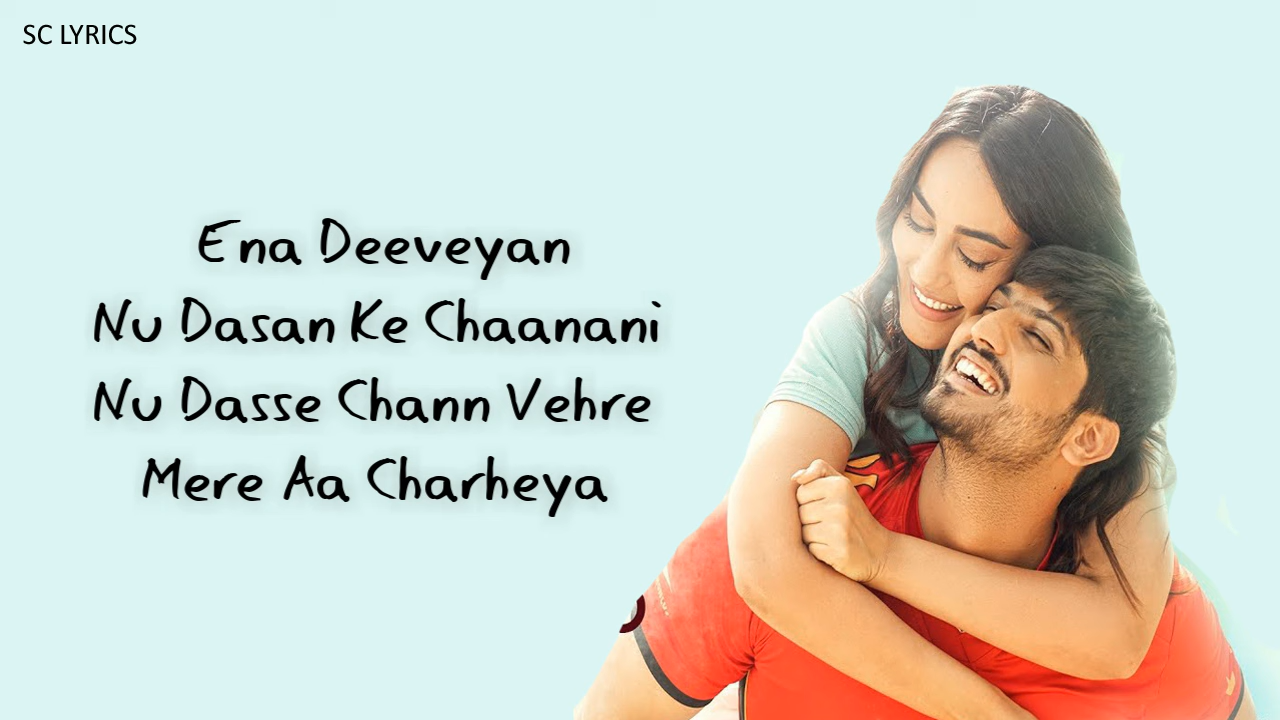 SC LYRICS
Ena Deeveyan
Nu Dasan Ke Chaanani
Nu Dasse Chann Vehre
Mere Aa Charheya